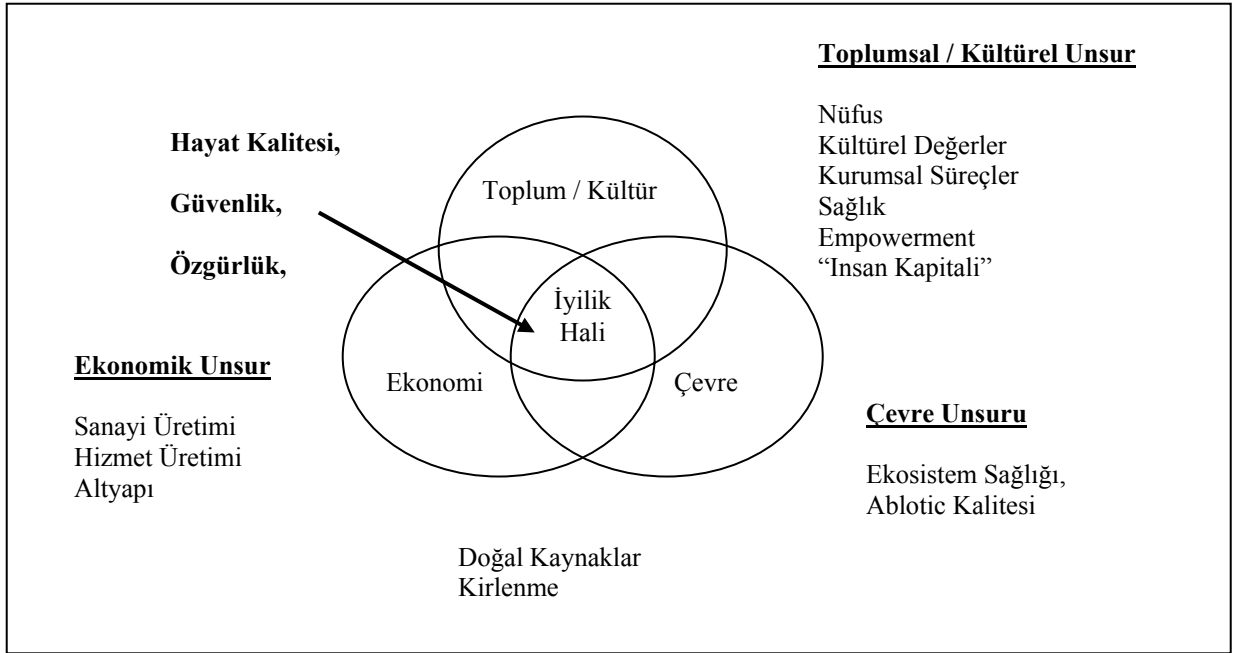 Toplumsal / Kültürel Unsur
Nüfus
Kültürel Değerler
Kurumsal Süreçler
Sağlık
Empowerment
“Insan Kapitali”
Hayat Kalitesi,
Güvenlik,
Özgürlük,
Toplum / Kültür
İyilik
Hali
Ekonomi
Çevre
Ekonomik Unsur
Sanayi Üretimi
Hizmet Üretimi
Altyapı
Çevre Unsuru
Ekosistem Sağlığı,
Ablotic Kalitesi
Doğal Kaynaklar
Kirlenme